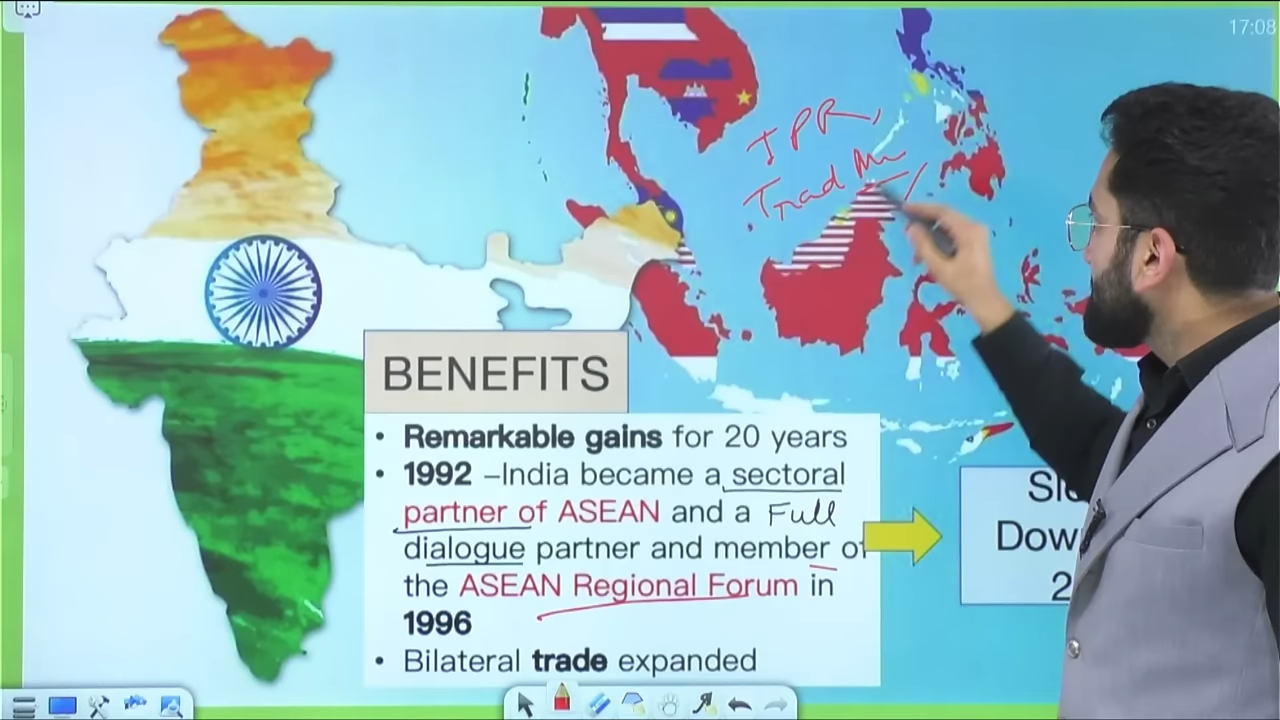 17:08
IPR,
Trad Me
BENEFITS
• Remarkable gains for 20 years
• 1992 –India became a sectoral
partner of ASEAN and a Full
dialogue partner and member of
the ASEAN Regional Forum in
1996
• Bilateral trade expanded
Dow
2